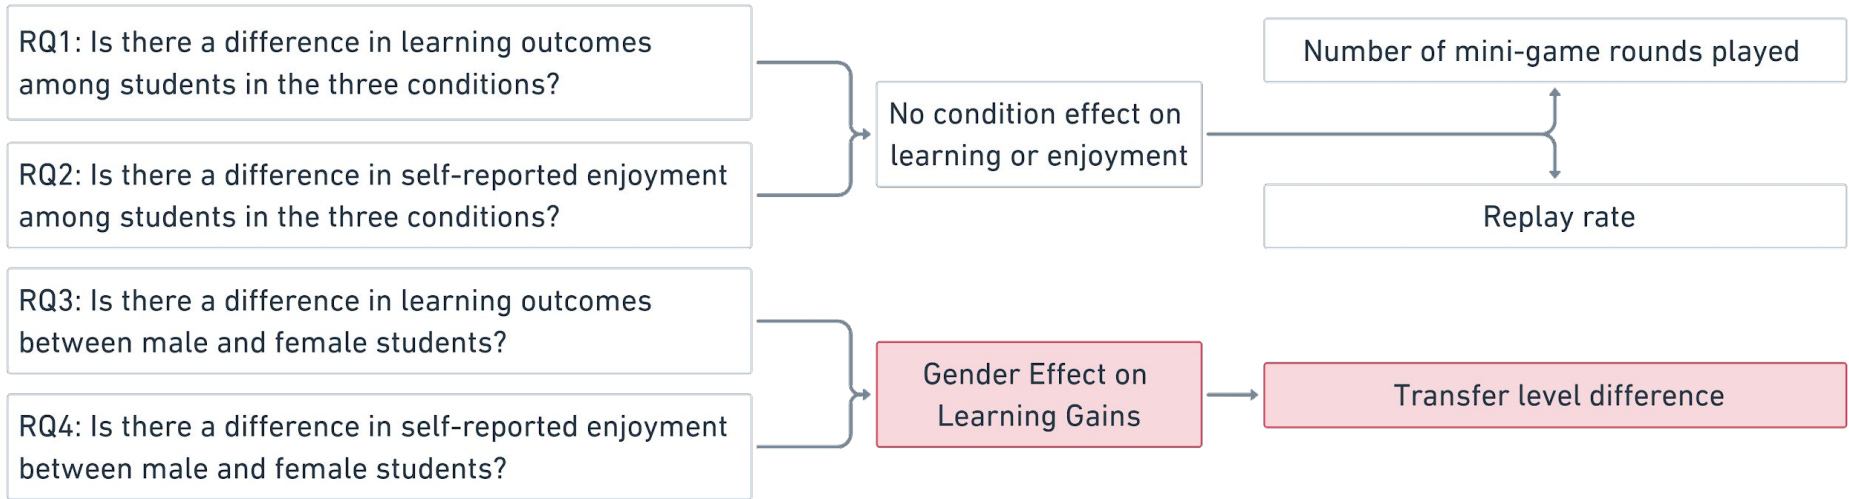 RQ1: Is there a difference in learning outcomes
among students in the three conditions?
RQ2: Is there a difference in self-reported enjoyment
among students in the three conditions?
No condition effect on
learning or enjoyment
Number of mini-game rounds played
Replay rate
RQ3: Is there a difference in learning outcomes
between male and female students?
RQ4: Is there a difference in self-reported enjoyment
between male and female students?
Gender Effect on
Learning Gains
Transfer level difference